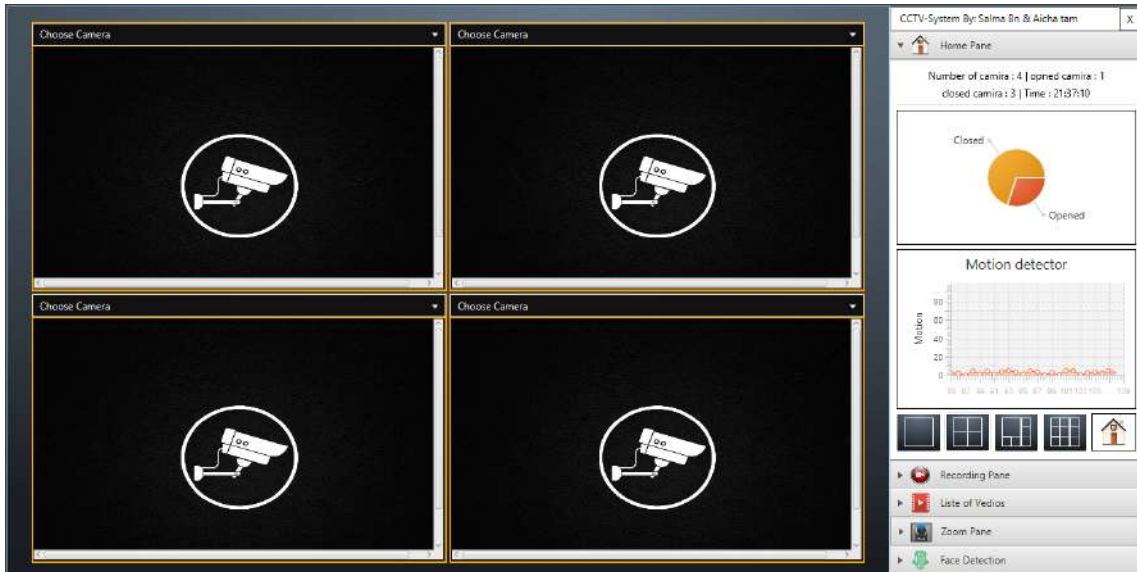 Choose Camera
Choose Camera
Choose Camera
Choose Camera
CCTV-System By: Salma Bn & Aicha tam
X
Home Pane
Number of camira : 4 | opned camira : 1
closed camira : 3 | Time : 21:37:10
Closed
Opened
Motion detector
Motion
80
60
40
20
0
Recording Pane
Liste of Vedios
Zoom Pane
Face Detection